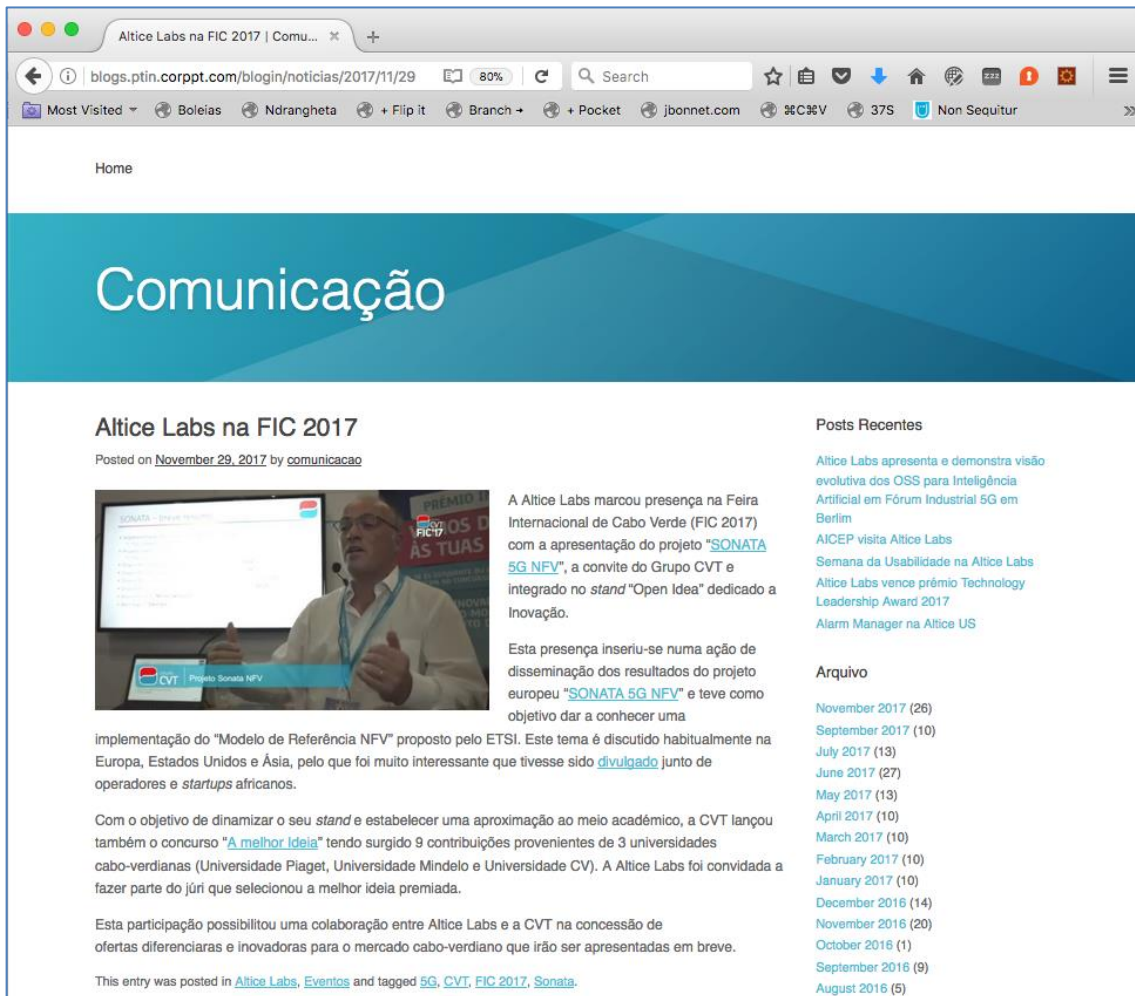 Altice Labs na FIC 2017 | Comu...
blogs.ptin.corppt.com/blogin/noticias/2017/11/29
80%
Search
Most Visited
Boleias
Ndrangheta
+ Flip it
Branch →
+ Pocket
jbonnet.com
⌘C⌘V
37S
Non Sequitur
Home
Comunicação
Altice Labs na FIC 2017
Posted on November 29, 2017 by comunicacao
SONATA – breve resumo
PRÉMIO
ÀS TUAS
CVT
FIC'17
CVT
Projeto Sonata NFV
A Altice Labs marcou presença na Feira
Internacional de Cabo Verde (FIC 2017)
com a apresentação do projeto “SONATA
5G NFV”, a convite do Grupo CVT e
integrado no stand “Open Idea” dedicado a
Inovação.
Esta presença inseriu-se numa ação de
disseminação dos resultados do projeto
europeu “SONATA 5G NFV” e teve como
objetivo dar a conhecer uma
implementação do “Modelo de Referência NFV” proposto pelo ETSI. Este tema é discutido habitualmente na
Europa, Estados Unidos e Ásia, pelo que foi muito interessante que tivesse sido divulgado junto de
operadores e startups africanos.
Com o objetivo de dinamizar o seu stand e estabelecer uma aproximação ao meio académico, a CVT lançou
também o concurso “A melhor Ideia” tendo surgido 9 contribuições provenientes de 3 universidades
cabo-verdianas (Universidade Piaget, Universidade Mindelo e Universidade CV). A Altice Labs foi convidada a
fazer parte do júri que selecionou a melhor ideia premiada.
Esta participação possibilitou uma colaboração entre Altice Labs e a CVT na concessão de
ofertas diferenciaras e inovadoras para o mercado cabo-verdiano que irão ser apresentadas em breve.
This entry was posted in Altice Labs, Eventos and tagged 5G, CVT, FIC 2017, Sonata.
Posts Recentes
Altice Labs apresenta e demonstra visão
evolutiva dos OSS para Inteligência
Artificial em Fórum Industrial 5G em
Berlim
AICEP visita Altice Labs
Semana da Usabilidade na Altice Labs
Altice Labs vence prémio Technology
Leadership Award 2017
Alarm Manager na Altice US
Arquivo
November 2017 (26)
September 2017 (10)
July 2017 (13)
June 2017 (27)
May 2017 (13)
April 2017 (10)
March 2017 (10)
February 2017 (10)
January 2017 (10)
December 2016 (14)
November 2016 (20)
October 2016 (1)
September 2016 (9)
August 2016 (5)